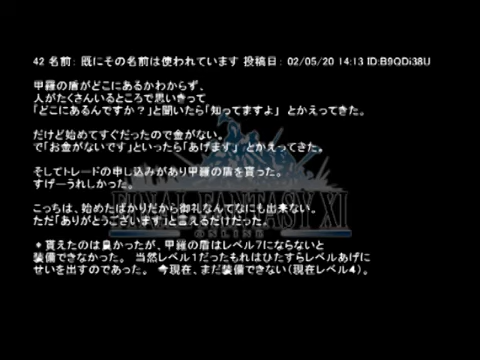 42 名前: 既にその名前は使われています 投稿日: 02/05/20 14:13 ID:B9QDi38U
甲羅の盾がどこにあるかわからず、
人がたくさんいるところで思いきって
「どこにあるんですか？」と聞いたら「知ってますよ」とかえってきた。
だけど始めてすぐだったので金がない。
で「お金がないです」といったら「あげます」とかえってきた。
そしてトレードの申し込みがあり甲羅の盾を貰った。
すげーうれしかった。
こっちは、始めたばかりだから御礼なんてなにも出来ない。
ただ「ありがとうございます」と言えるだけだった。
FINAL FANTASY XI
ONLINE
＊貰えたのは良かったが、甲羅の盾はレベル7にならないと
装備できなかった。 当然レベル1だったもれはひたすらレベルあげに
せいを出すのであった。 今現在、まだ装備できない(現在レベル4)。